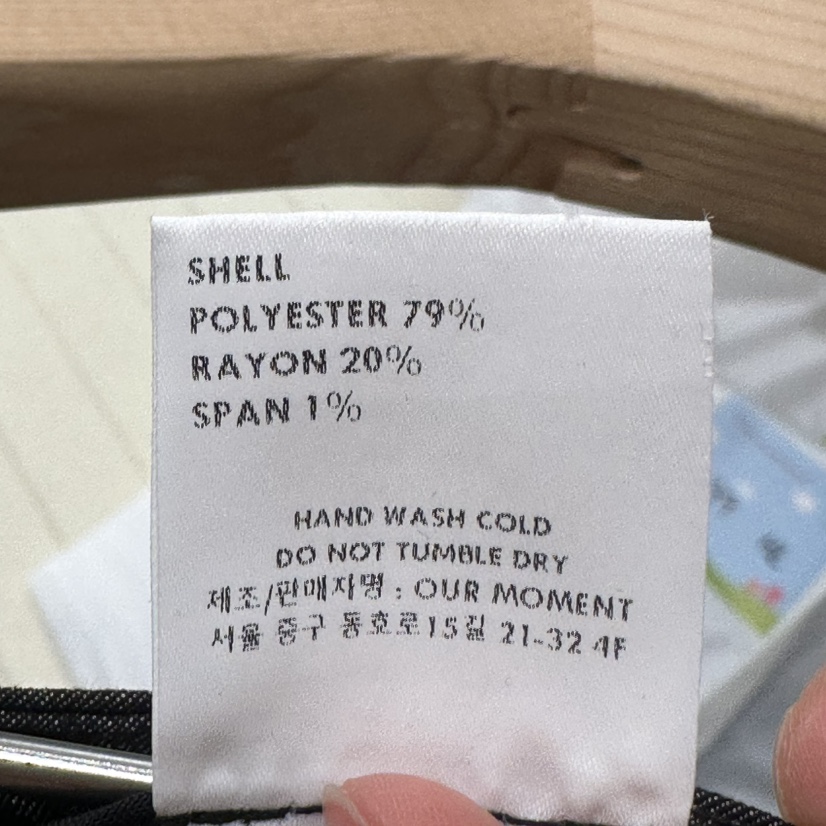 SHELL
POLYESTER 79%
RAYON 20%
SPAN 1%
HAND WASH COLD
DO NOT TUMBLE DRY
제조/판매자명 : OUR MOMENT
서울 중구 동호로15길 21-32 4F